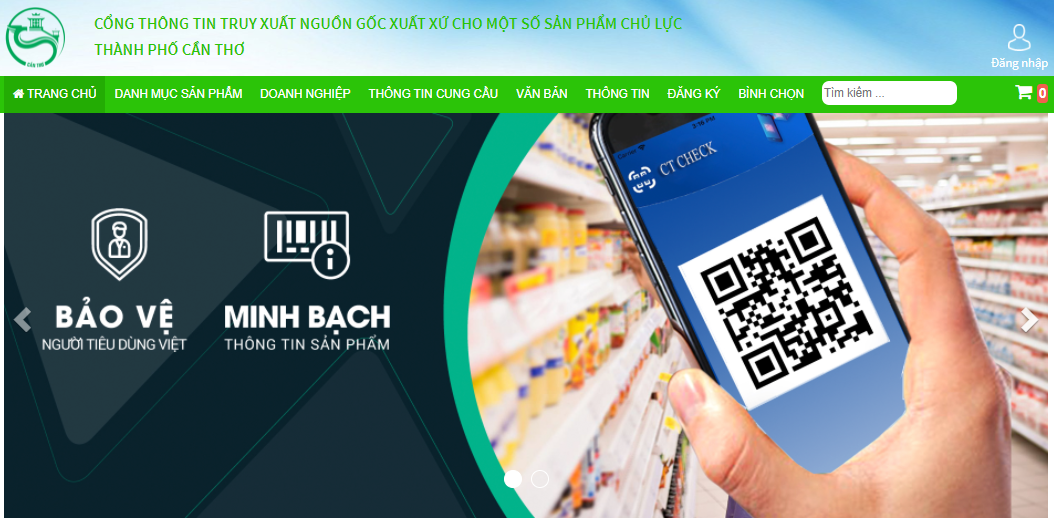 CỔNG THÔNG TIN TRUY XUẤT NGUỒN GỐC XUẤT XỨ CHO MỘT SỐ SẢN PHẨM CHỦ LỰC
THÀNH PHỐ CẦN THƠ
CẦN THƠ
Đăng nhập
TRANG CHỦ DANH MỤC SẢN PHẨM DOANH NGHIỆP THÔNG TIN CUNG CẦU VĂN BẢN THÔNG TIN ĐĂNG KÝ BÌNH CHỌN Tìm kiếm ... 0
CT CHECK
BẢO VỆ
NGƯỜI TIÊU DÙNG VIỆT
MINH BẠCH
THÔNG TIN SẢN PHẨM